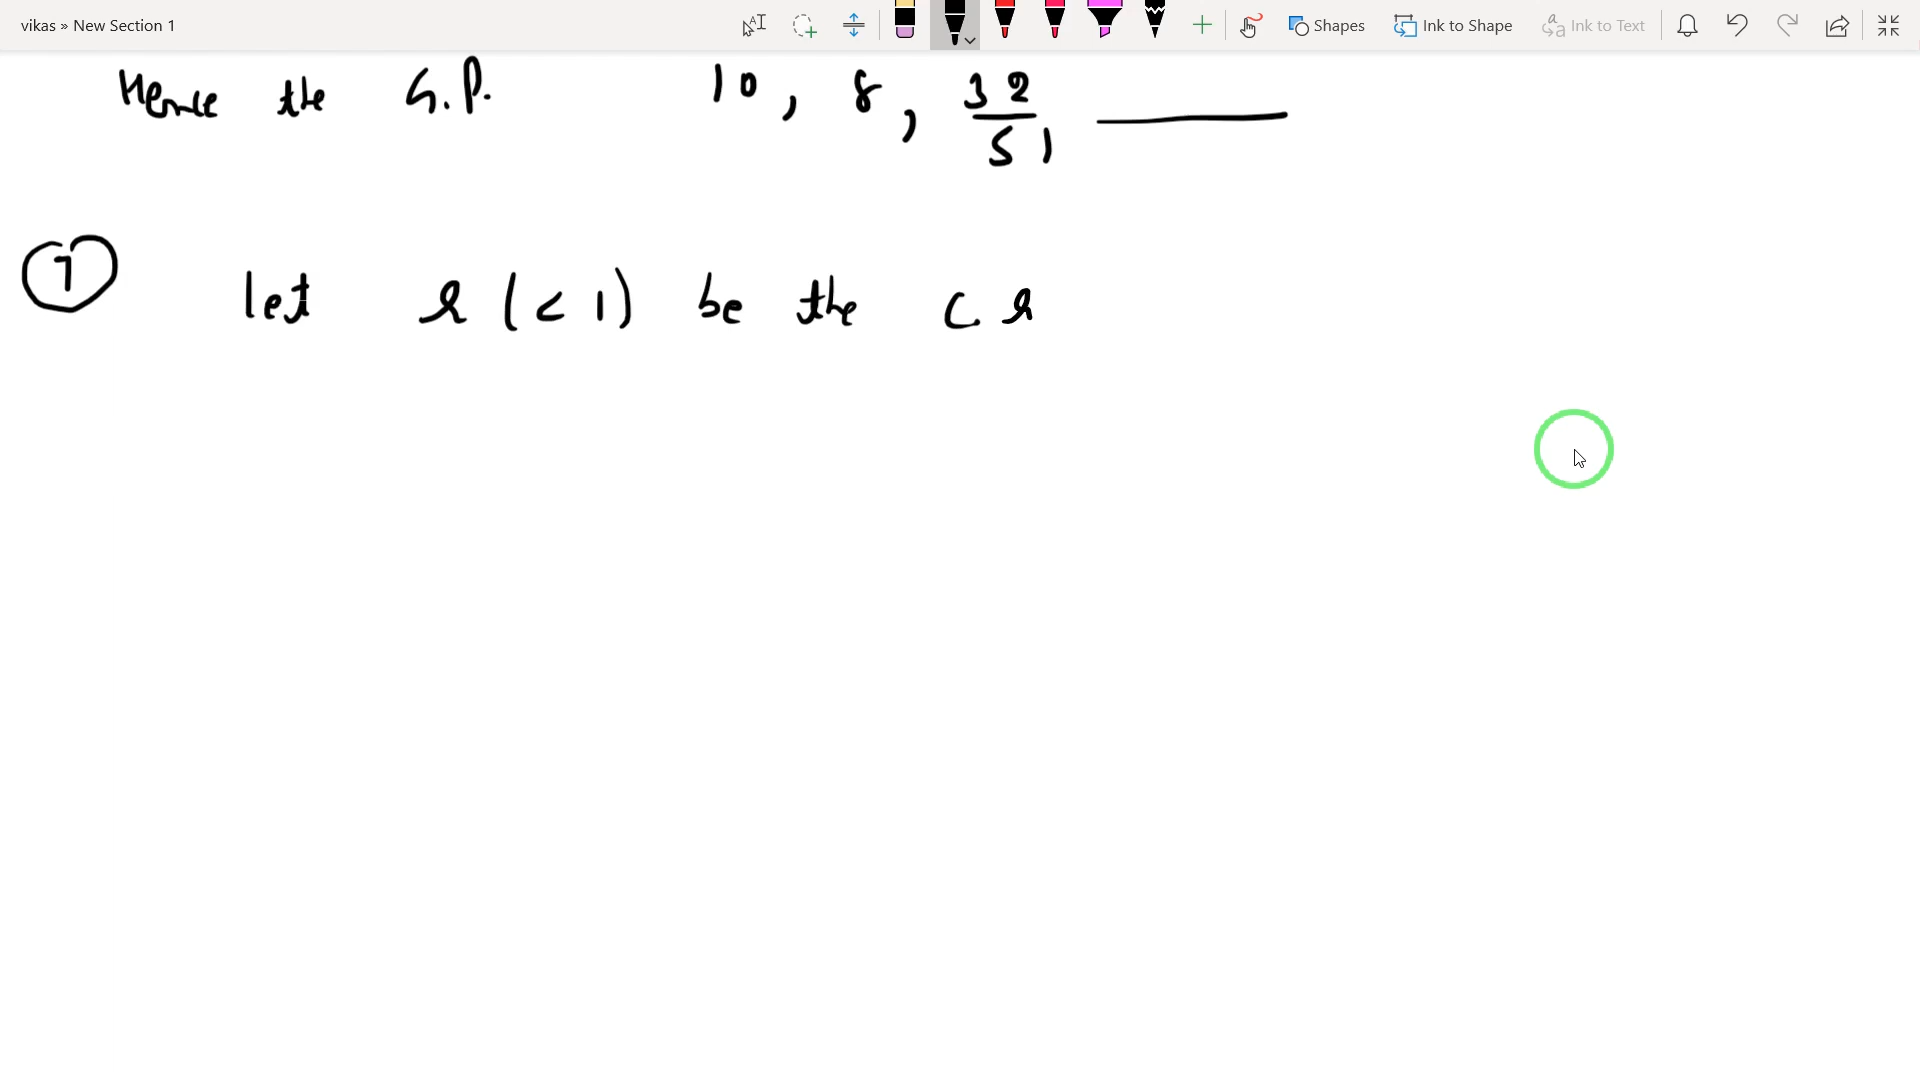 vikas » New Section 1
Shapes
Ink to Shape
Ink to Text
Hence the G.P. 10, 8, 32/5, ———
7 let r (< 1) be the c. r